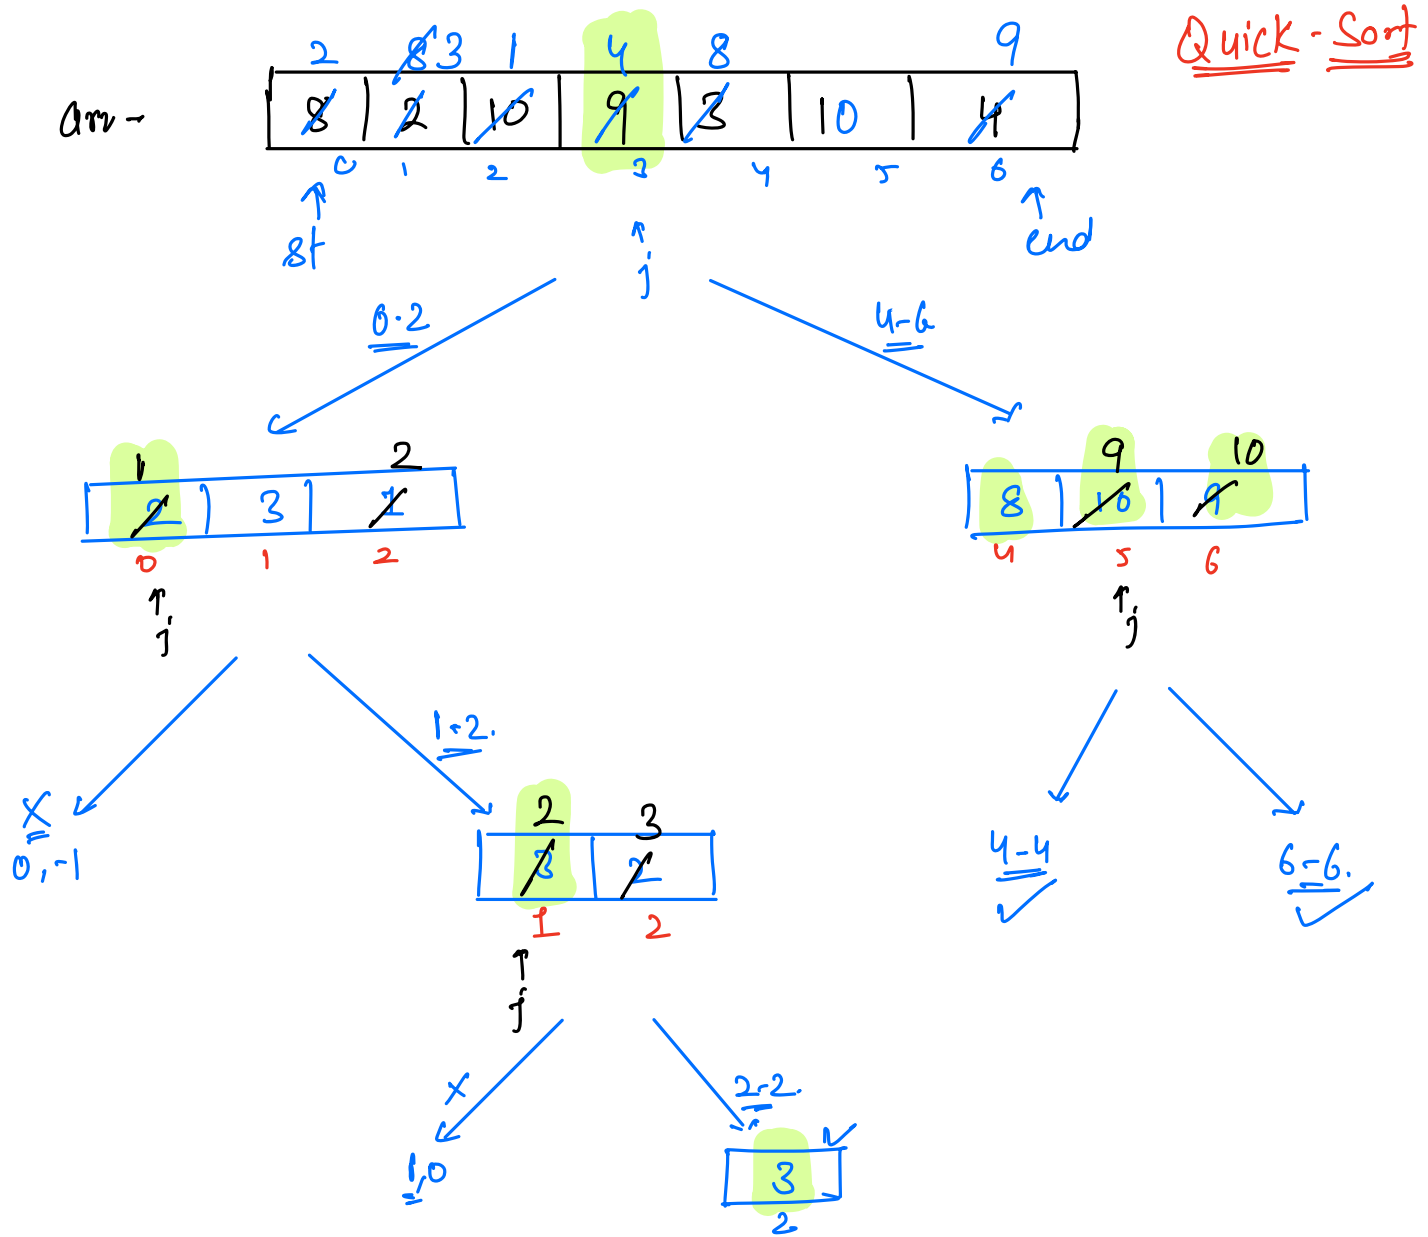 Quick-Sort
2 8 3 1 4 8 9
arr - 8 2 10 9 3 10 4
0 1 2 3 4 5 6
st j end
0-2 4-6
1 2 9 10
2 3 1 8 10 9
0 1 2 4 5 6
j j
1-2.
x 2 3 4-4 6-6.
0,-1 3 2
1 2
j
x 2-2.
1,0 3
2